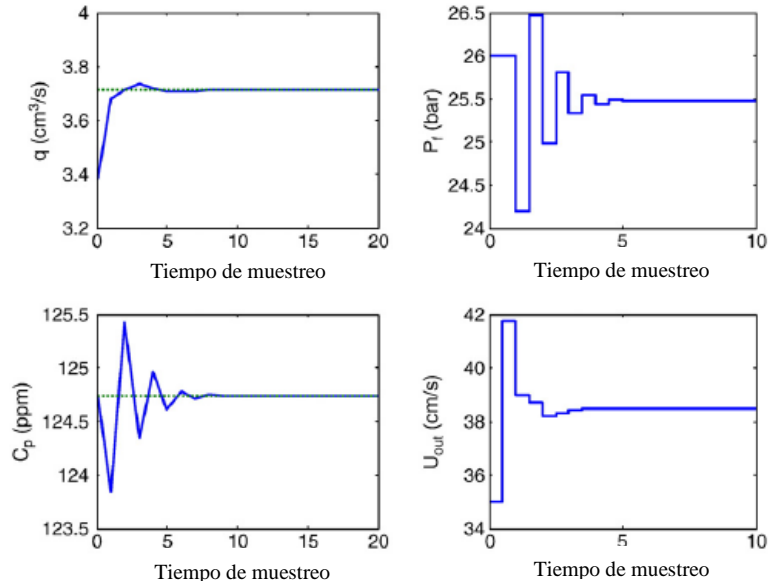 4
3.8
3.6
3.4
3.2
q (cm³/s)
0 5 10 15 20
Tiempo de muestreo
26.5
26
25.5
25
24.5
24
P_f (bar)
0 5 10
Tiempo de muestreo
125.5
125
124.5
124
123.5
C_p (ppm)
0 5 10 15 20
Tiempo de muestreo
42
40
38
36
34
U_out (cm/s)
0 5 10
Tiempo de muestreo